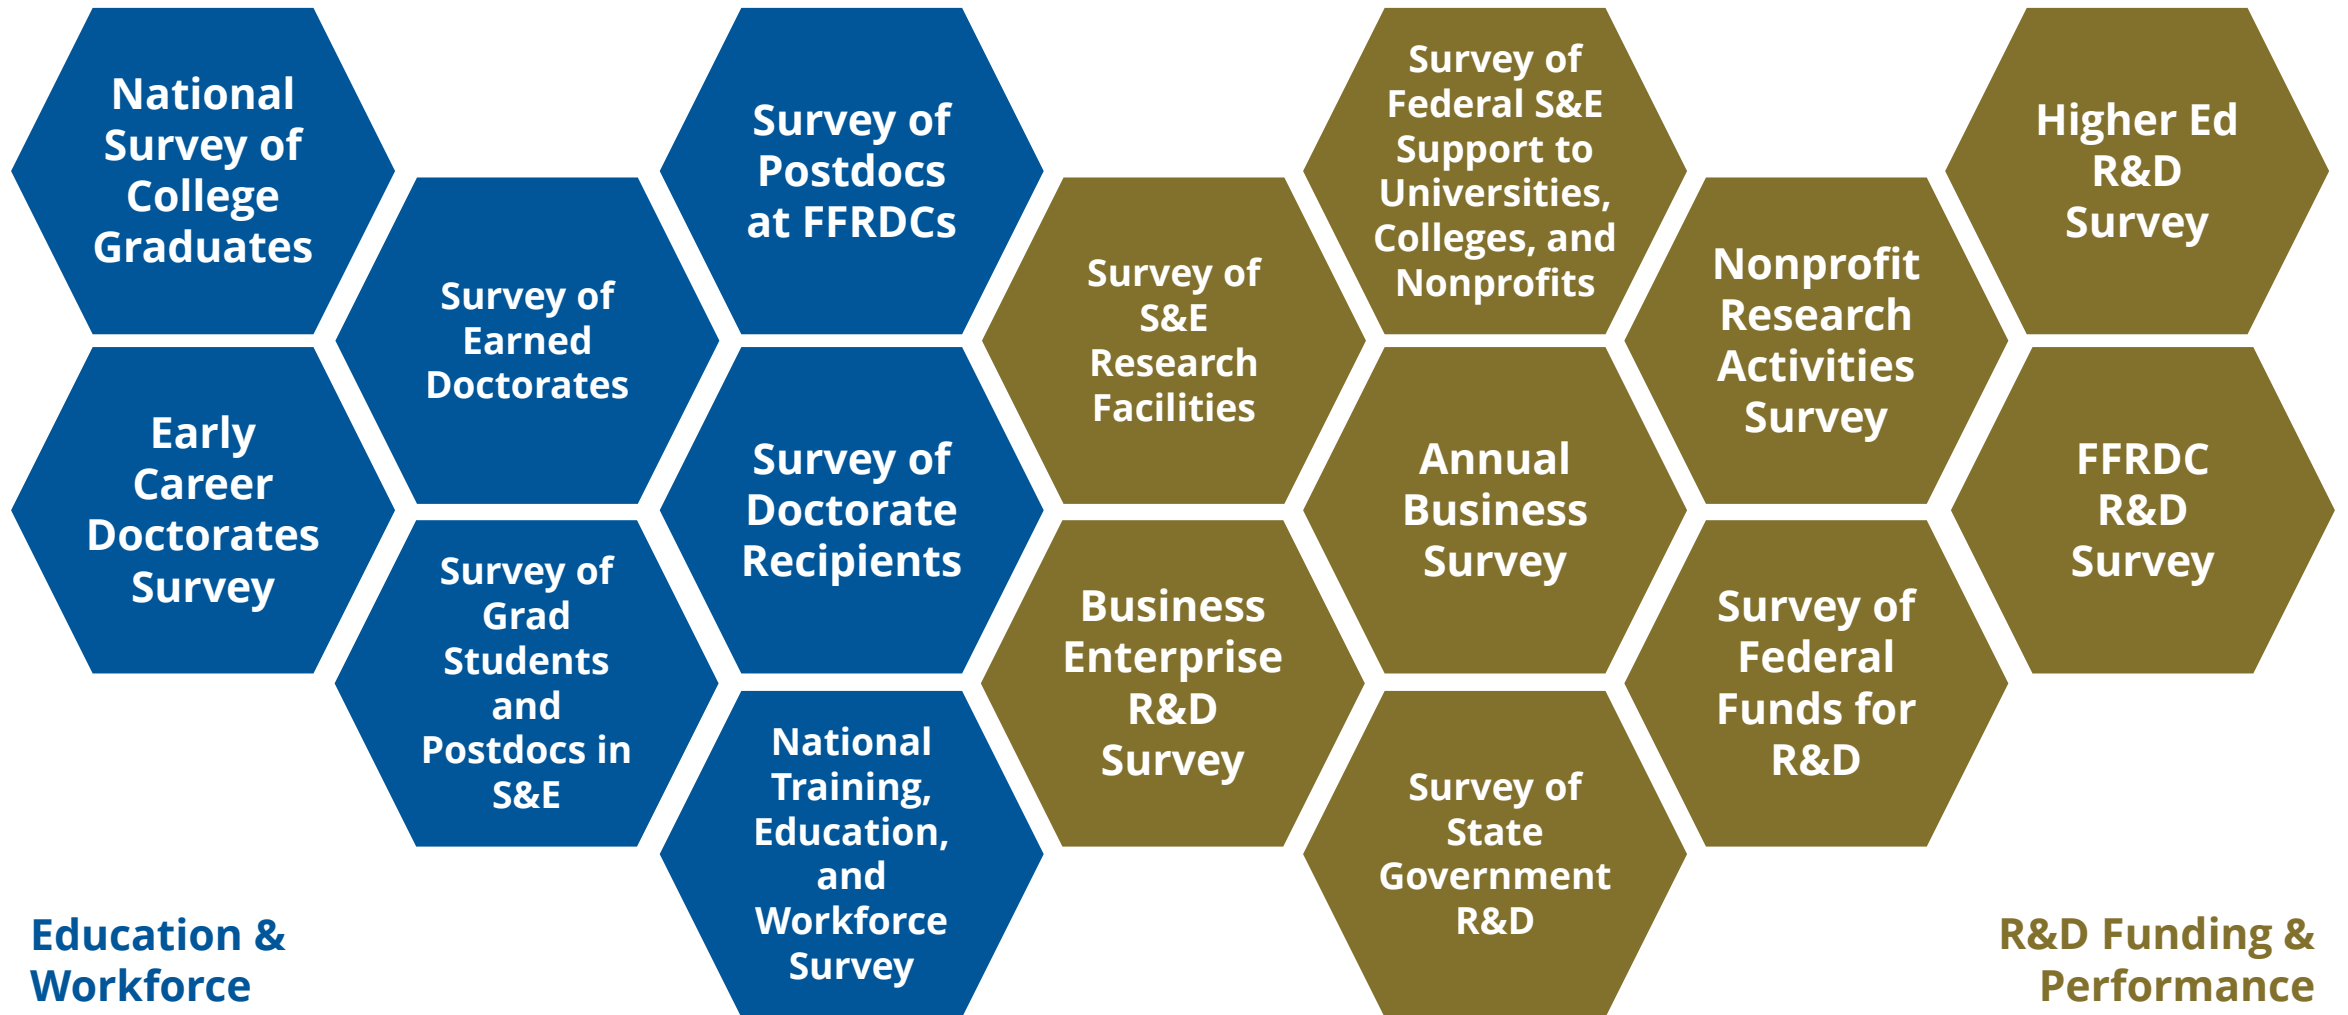 National
Survey of
College
Graduates
Early
Career
Doctorates
Survey
Survey of
Earned
Doctorates
Survey of
Grad
Students
and
Postdocs in
S&E
Survey of
Postdocs
at FFRDCs
Survey of
Doctorate
Recipients
National
Training,
Education,
and
Workforce
Survey
Survey of
S&E
Research
Facilities
Business
Enterprise
R&D
Survey
Survey of
Federal S&E
Support to
Universities,
Colleges, and
Nonprofits
Annual
Business
Survey
Survey of
State
Government
R&D
Nonprofit
Research
Activities
Survey
Survey of
Federal
Funds for
R&D
Higher Ed
R&D
Survey
FFRDC
R&D
Survey
Education &
Workforce
R&D Funding &
Performance